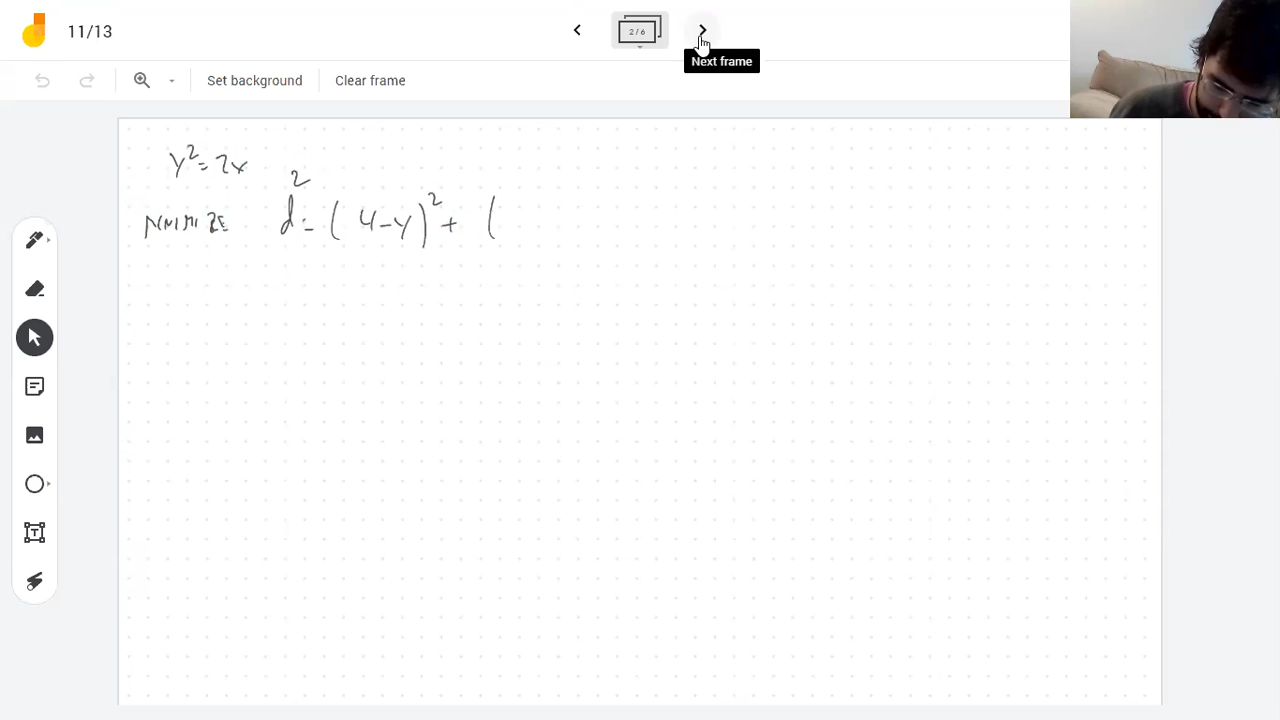 11/13
2/6
Next frame
Set background
Clear frame
y² = 2x
MINIMIZE d² = ( 4 - y )² + (